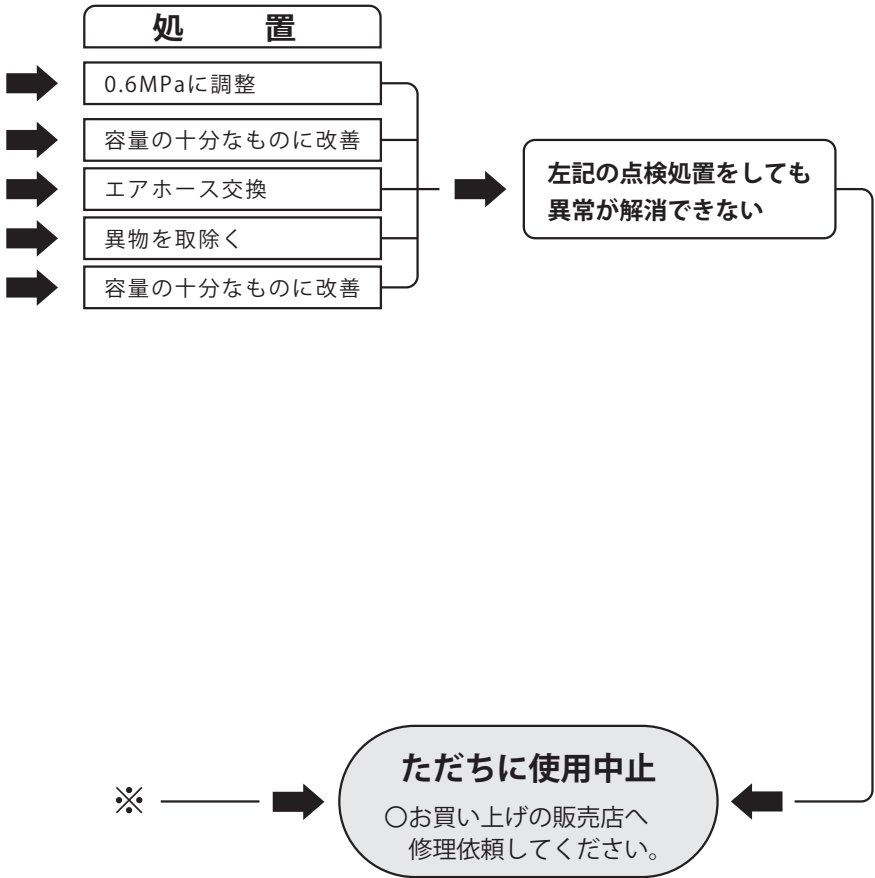 処 置
0.6MPaに調整
容量の十分なものに改善
エアホース交換
異物を取除く
容量の十分なものに改善
左記の点検処置をしても
異常が解消できない
ただちに使用中止
※
〇お買い上げの販売店へ
修理依頼してください。